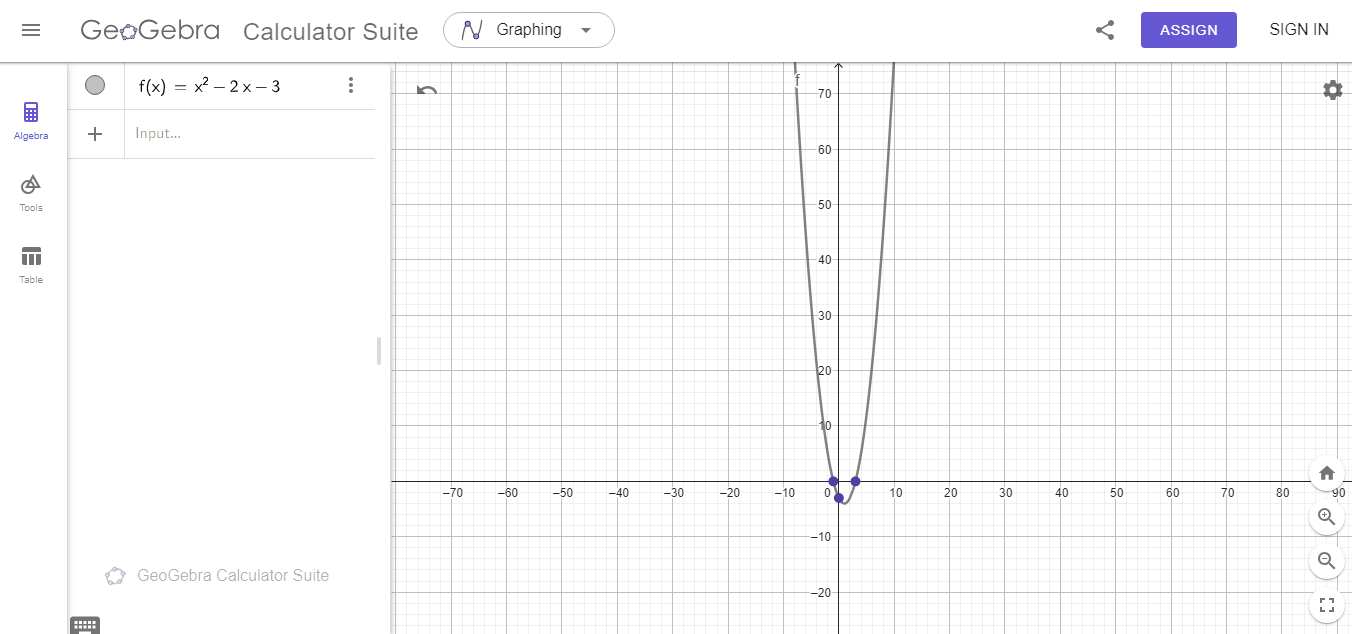 GeoGebra Calculator Suite Graphing ASSIGN SIGN IN
f(x) = x² – 2 x – 3
Input...
Algebra
Tools
Table
f
70
60
50
40
30
20
10
–70 –60 –50 –40 –30 –20 –10 0 10 20 30 40 50 60 70 80 90
–10
–20
GeoGebra Calculator Suite